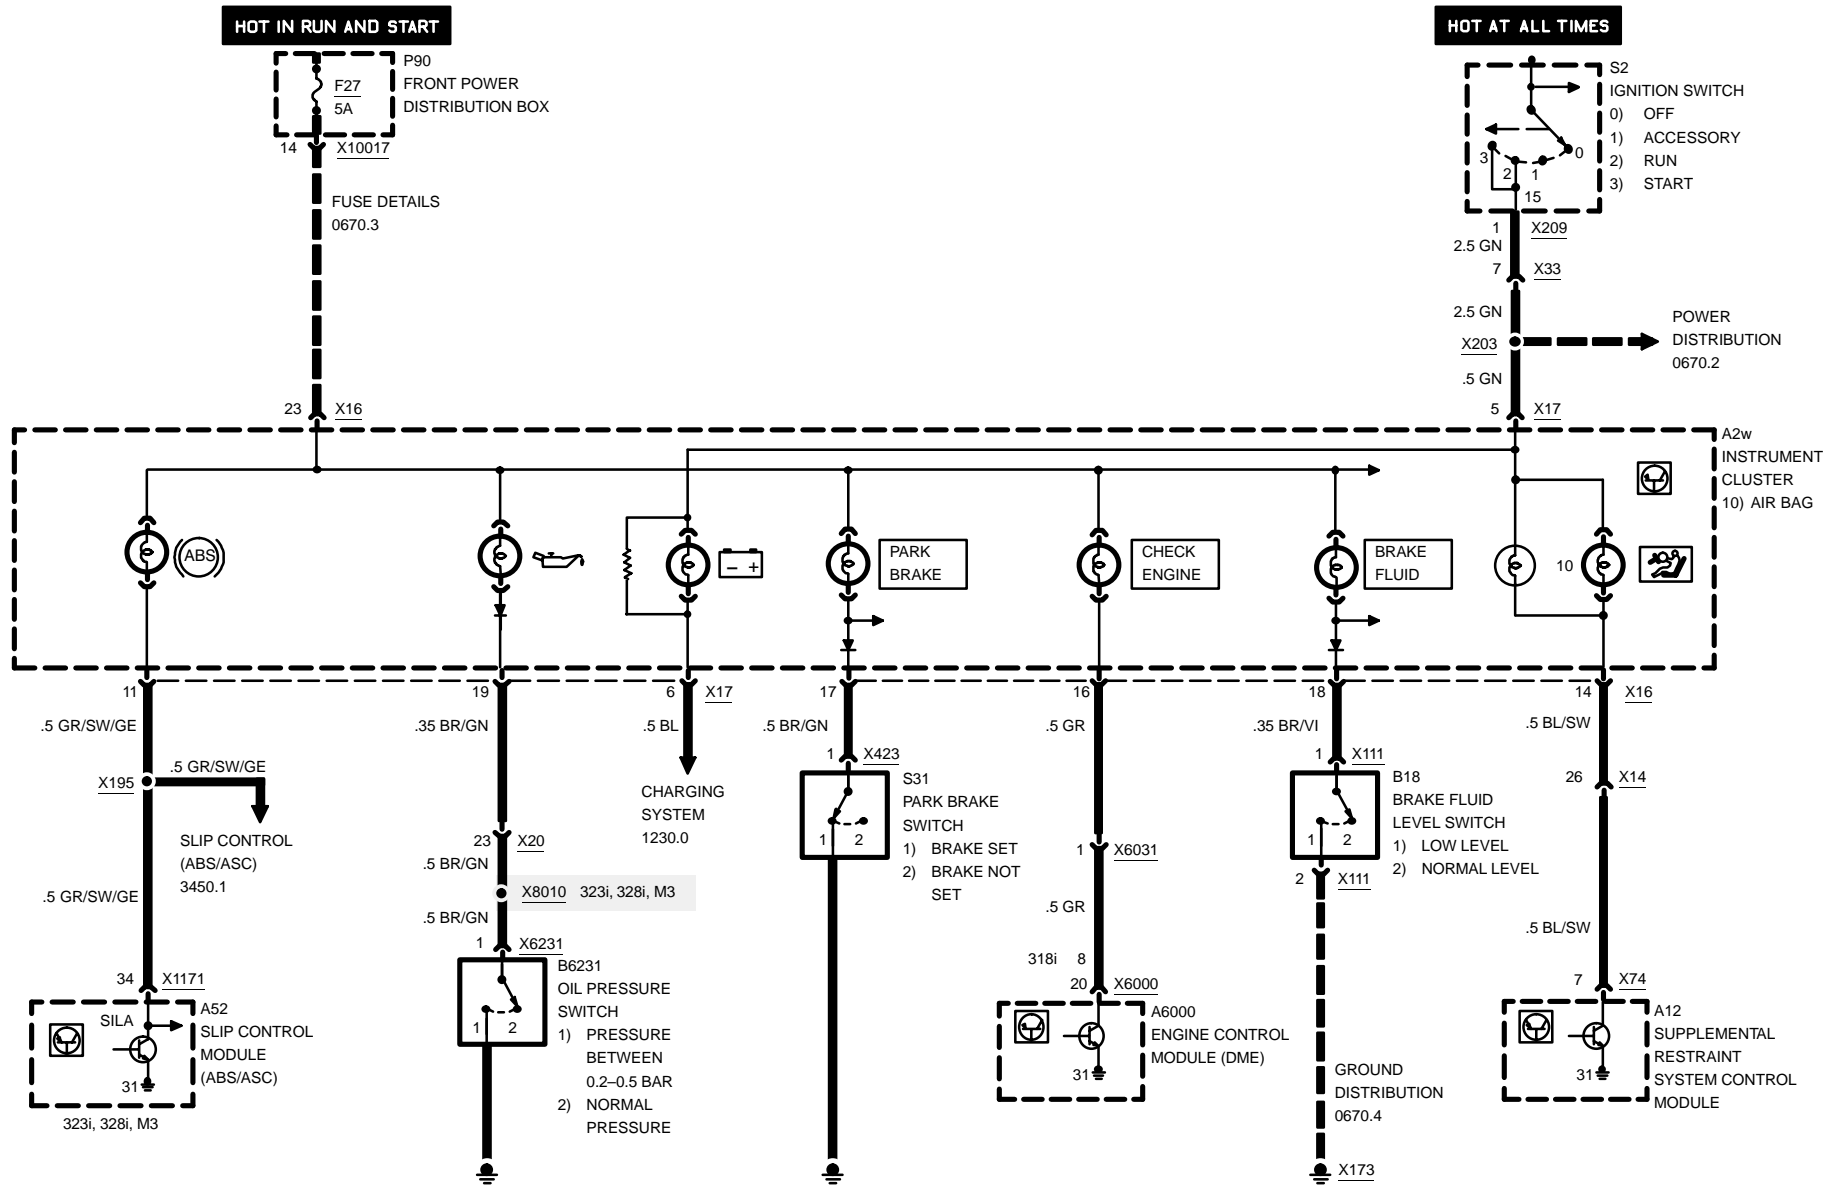 HOT IN RUN AND START
HOT AT ALL TIMES
P90
FRONT POWER
DISTRIBUTION BOX
F27
5A
14 X10017
FUSE DETAILS
0670.3
23 X16
S2
IGNITION SWITCH
0) OFF
1) ACCESSORY
2) RUN
3) START
3
2
1
0
15
1 X209
2.5 GN
7 X33
2.5 GN
X203
POWER
DISTRIBUTION
0670.2
.5 GN
5 X17
A2w
INSTRUMENT
CLUSTER
10) AIR BAG
ABS
– +
PARK
BRAKE
CHECK
ENGINE
BRAKE
FLUID
10
11
19
6 X17
17
16
18
14 X16
.5 GR/SW/GE
.35 BR/GN
.5 BL
.5 BR/GN
.5 GR
.35 BR/VI
.5 BL/SW
X195
.5 GR/SW/GE
SLIP CONTROL
(ABS/ASC)
3450.1
.5 GR/SW/GE
34 X1171
SILA
31
A52
SLIP CONTROL
MODULE
(ABS/ASC)
323i, 328i, M3
23 X20
.5 BR/GN
X8010 323i, 328i, M3
.5 BR/GN
1 X6231
1 2
B6231
OIL PRESSURE
SWITCH
1) PRESSURE
BETWEEN
0.2–0.5 BAR
2) NORMAL
PRESSURE
CHARGING
SYSTEM
1230.0
1 X423
1 2
S31
PARK BRAKE
SWITCH
1) BRAKE SET
2) BRAKE NOT
SET
1 X6031
.5 GR
318i 8
20 X6000
31
A6000
ENGINE CONTROL
MODULE (DME)
1 X111
1 2
B18
BRAKE FLUID
LEVEL SWITCH
1) LOW LEVEL
2) NORMAL LEVEL
2 X111
GROUND
DISTRIBUTION
0670.4
X173
26 X14
.5 BL/SW
7 X74
31
A12
SUPPLEMENTAL
RESTRAINT
SYSTEM CONTROL
MODULE